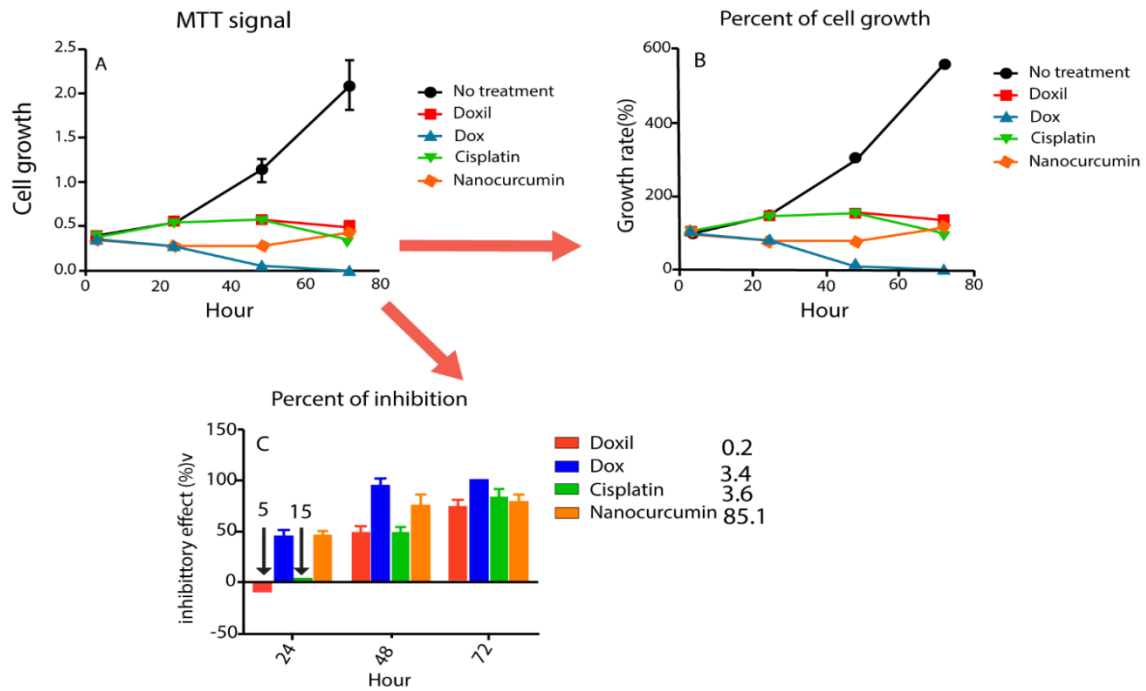 MTT signal
A
2.5
2.0
1.5
1.0
0.5
0.0
0 20 40 60 80
Cell growth
Hour
No treatment
Doxil
Dox
Cisplatin
Nanocurcumin
Percent of cell growth
B
600
400
200
0
0 20 40 60 80
Growth rate(%)
Hour
No treatment
Doxil
Dox
Cisplatin
Nanocurcumin
Percent of inhibition
C
150
100
50
0
-50
5 15
24 48 72
inhibittory effect (%)v
Hour
Doxil 0.2
Dox 3.4
Cisplatin 3.6
Nanocurcumin 85.1